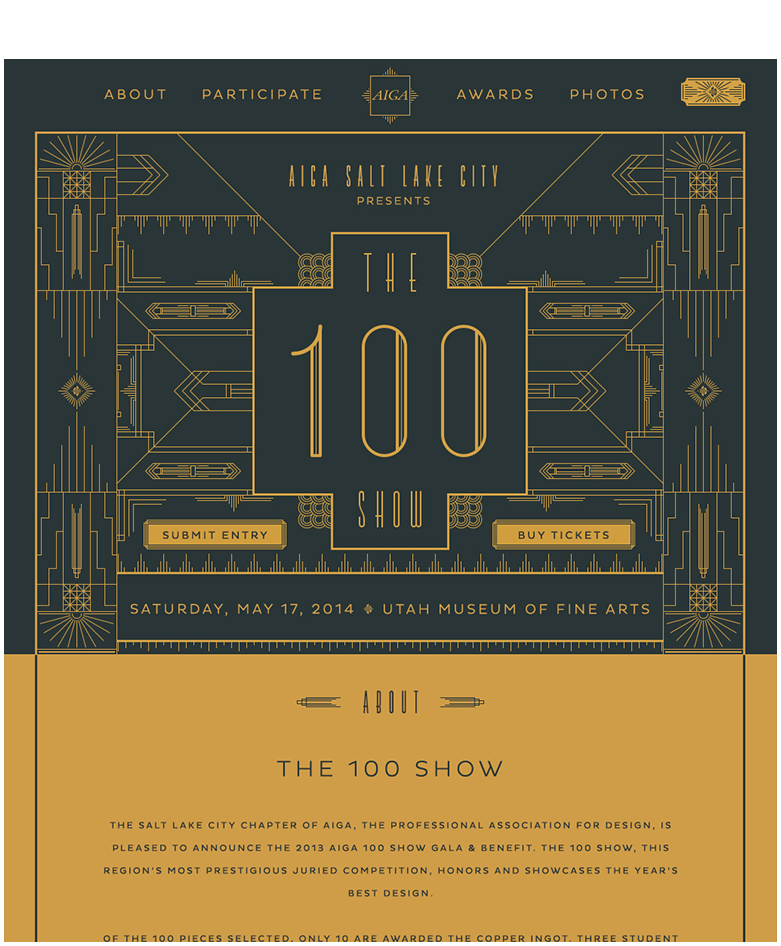 ABOUT PARTICIPATE AIGA AWARDS PHOTOS
AIGA SALT LAKE CITY
PRESENTS
THE
100
SHOW
SUBMIT ENTRY
BUY TICKETS
SATURDAY, MAY 17, 2014 UTAH MUSEUM OF FINE ARTS
ABOUT
THE 100 SHOW
THE SALT LAKE CITY CHAPTER OF AIGA, THE PROFESSIONAL ASSOCIATION FOR DESIGN, IS
PLEASED TO ANNOUNCE THE 2013 AIGA 100 SHOW GALA & BENEFIT. THE 100 SHOW, THIS
REGION'S MOST PRESTIGIOUS JURIED COMPETITION, HONORS AND SHOWCASES THE YEAR'S
BEST DESIGN.
OF THE 100 PIECES SELECTED, ONLY 10 ARE AWARDED THE COPPER INGOT. THREE STUDENT